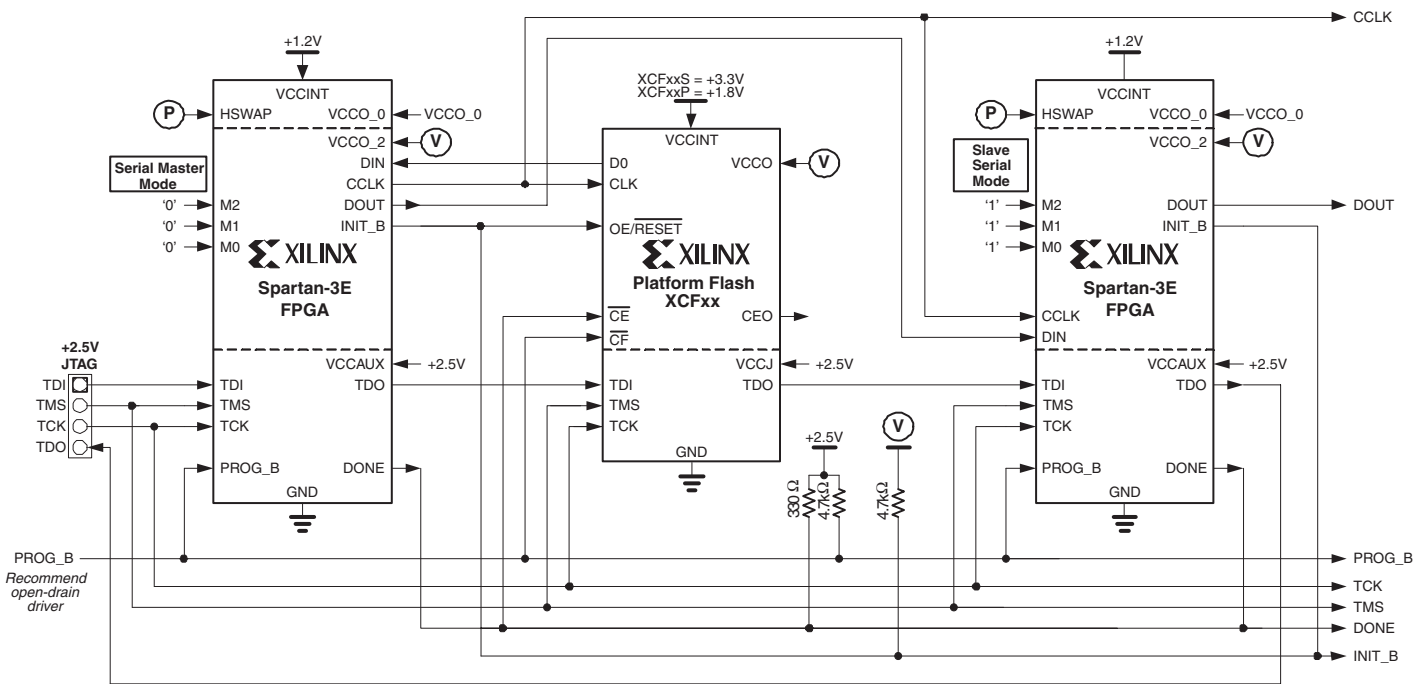 CCLK
+1.2V
VCCINT
P
HSWAP
VCCO_0
VCCO_0
VCCO_2
V
Serial Master
Mode
DIN
CCLK
DOUT
INIT_B
‘0’
M2
‘0’
M1
‘0’
M0
XILINX
Spartan-3E
FPGA
+2.5V
JTAG
TDI
TMS
TCK
TDO
VCCAUX
+2.5V
TDI
TDO
TMS
TCK
PROG_B
DONE
GND
XCFxxS = +3.3V
XCFxxP = +1.8V
VCCINT
D0
VCCO
V
CLK
OE/RESET
XILINX
Platform Flash
XCFxx
CE
CEO
CF
VCCJ
+2.5V
TDI
TDO
TMS
TCK
GND
+2.5V
330 Ω
4.7kΩ
V
4.7kΩ
+1.2V
VCCINT
P
HSWAP
VCCO_0
VCCO_0
VCCO_2
V
Slave
Serial
Mode
‘1’
M2
DOUT
DOUT
‘1’
M1
INIT_B
‘1’
M0
XILINX
Spartan-3E
FPGA
CCLK
DIN
VCCAUX
+2.5V
TDI
TDO
TMS
TCK
PROG_B
DONE
GND
PROG_B
Recommend
open-drain
driver
PROG_B
TCK
TMS
DONE
INIT_B